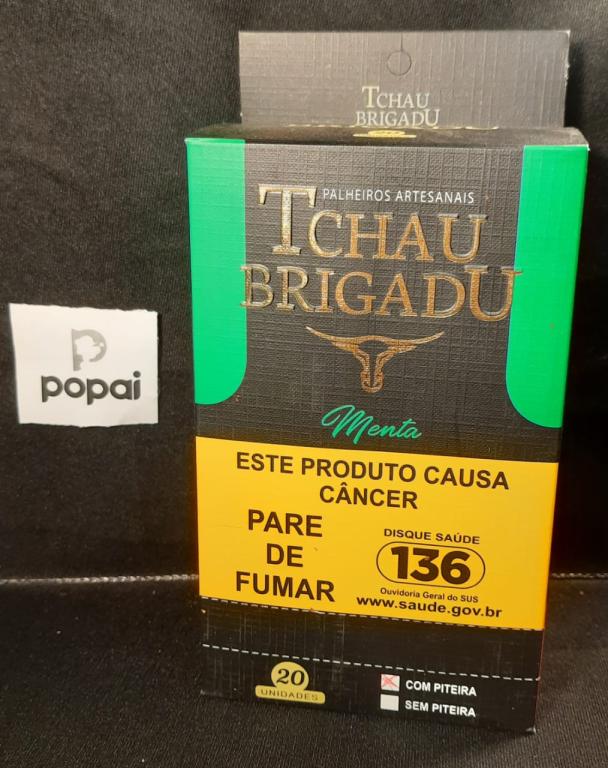 TCHAU
BRIGADU
PALHEIROS ARTESANAIS
TCHAU
BRIGADU
Menta
popai
ESTE PRODUTO CAUSA
CÂNCER
PARE
DE
FUMAR
DISQUE SAÚDE
136
Ouvidoria Geral do SUS
www.saude.gov.br
20
UNIDADES
COM PITEIRA
SEM PITEIRA